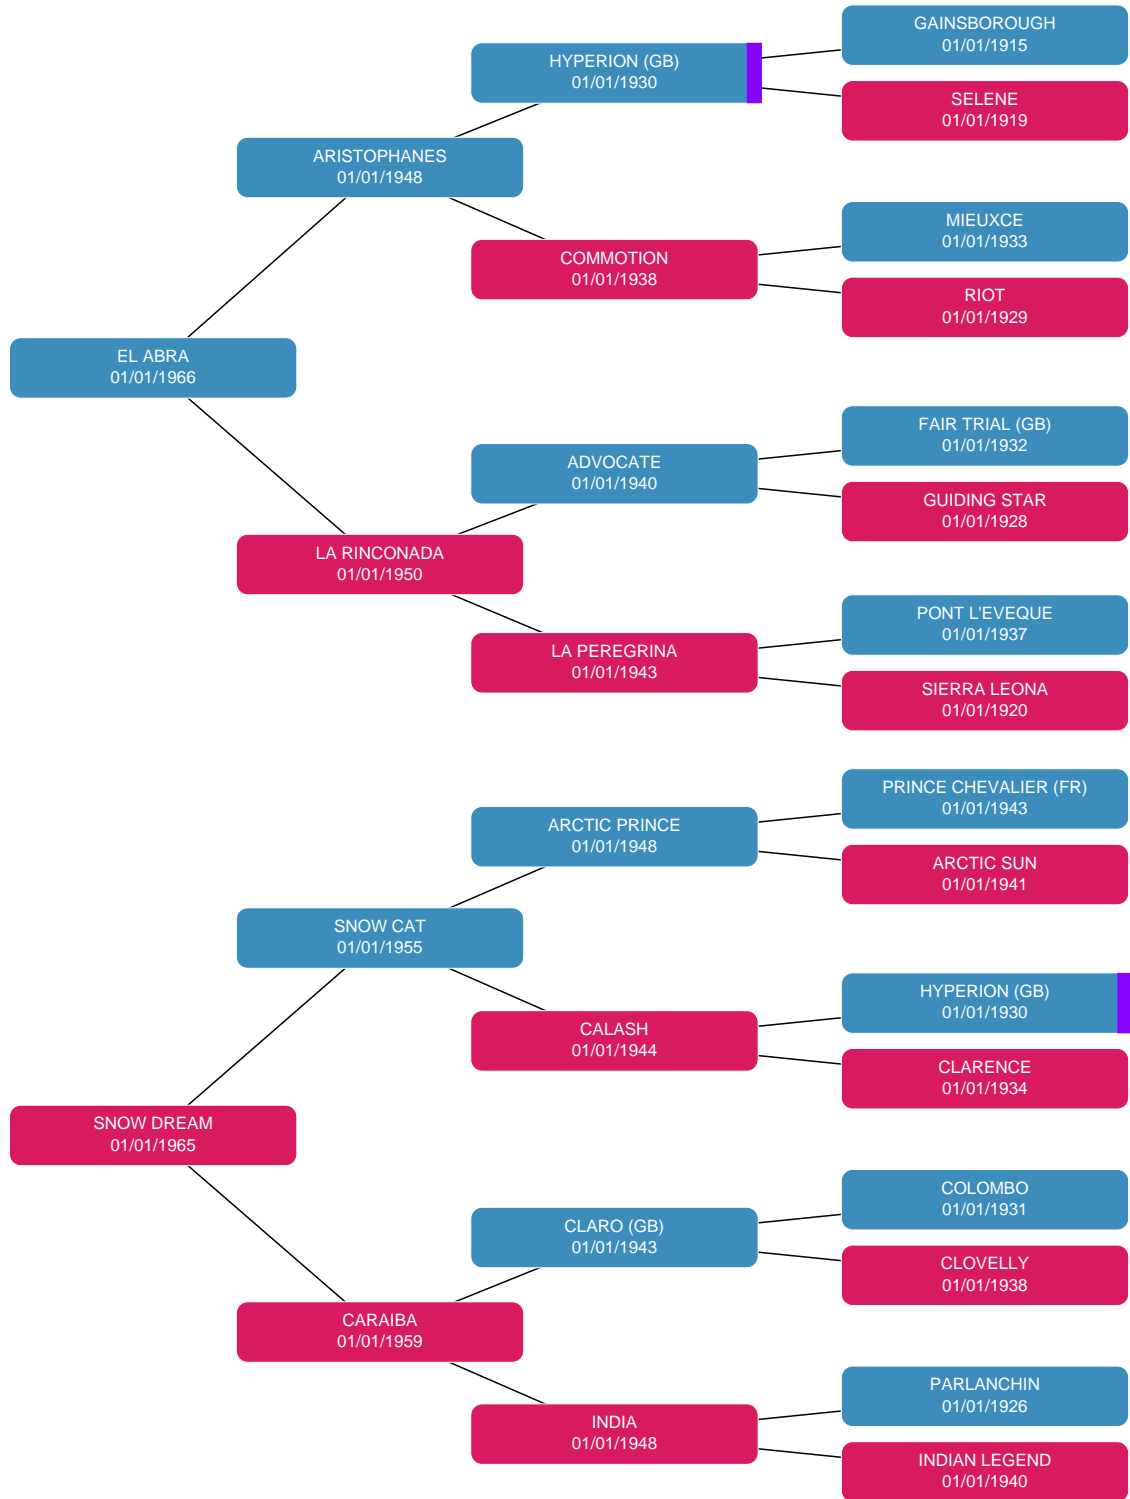 GAINSBOROUGH
01/01/1915
HYPERION (GB)
01/01/1930
SELENE
01/01/1919
ARISTOPHANES
01/01/1948
MIEUXCE
01/01/1933
COMMOTION
01/01/1938
RIOT
01/01/1929
EL ABRA
01/01/1966
FAIR TRIAL (GB)
01/01/1932
ADVOCATE
01/01/1940
GUIDING STAR
01/01/1928
LA RINCONADA
01/01/1950
PONT L'EVEQUE
01/01/1937
LA PEREGRINA
01/01/1943
SIERRA LEONA
01/01/1920
PRINCE CHEVALIER (FR)
01/01/1943
ARCTIC PRINCE
01/01/1948
ARCTIC SUN
01/01/1941
SNOW CAT
01/01/1955
HYPERION (GB)
01/01/1930
CALASH
01/01/1944
CLARENCE
01/01/1934
SNOW DREAM
01/01/1965
COLOMBO
01/01/1931
CLARO (GB)
01/01/1943
CLOVELLY
01/01/1938
CARAIBA
01/01/1959
PARLANCHIN
01/01/1926
INDIA
01/01/1948
INDIAN LEGEND
01/01/1940